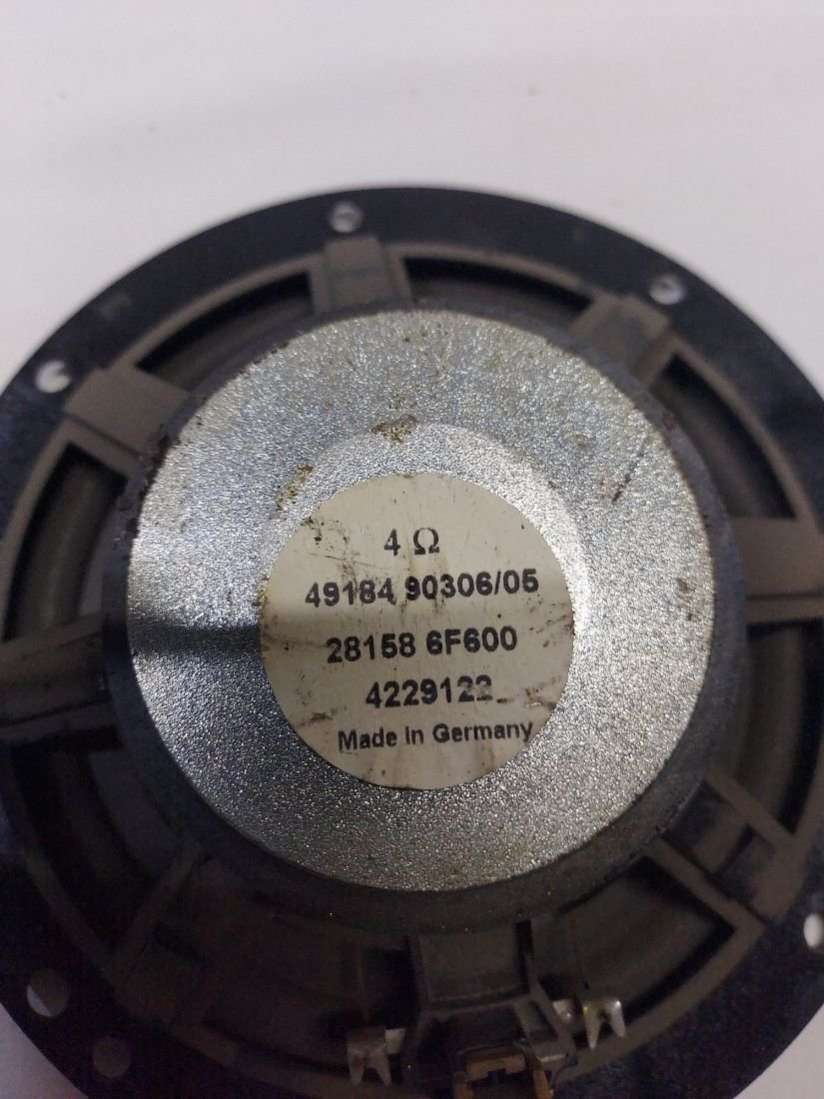 4 Ω
49184 90306/05
28158 6F600
4229122
Made in Germany